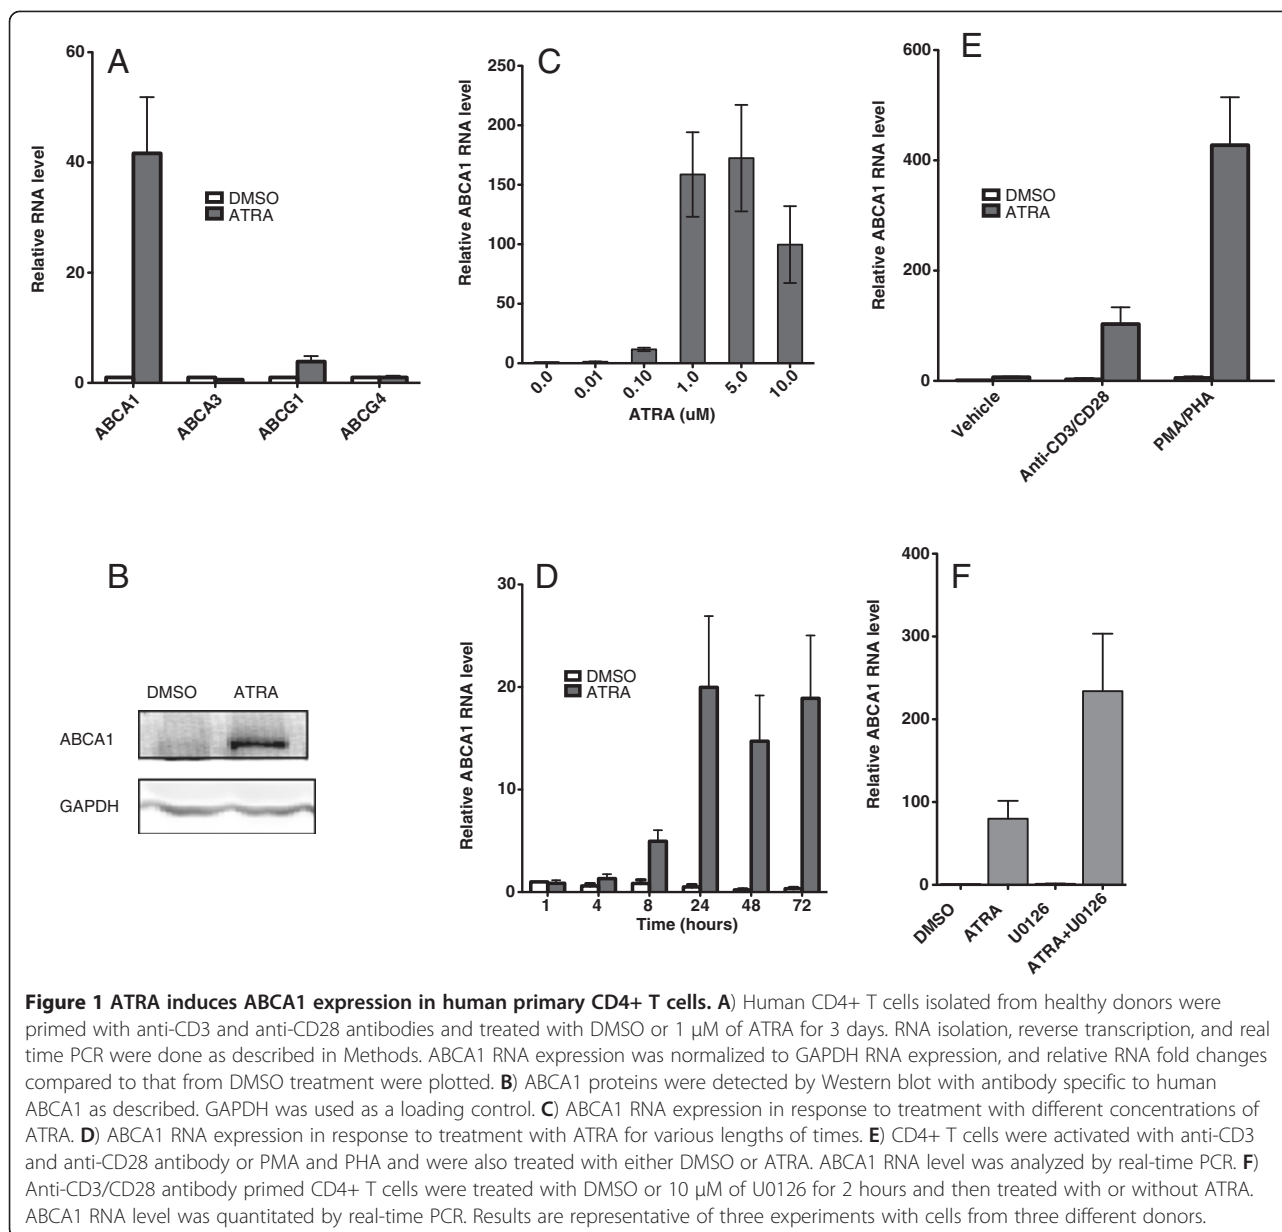 A
60
40
20
0
Relative RNA level
DMSO
ATRA
ABCA1
ABCA3
ABCG1
ABCG4
C
250
200
150
100
50
0
Relative ABCA1 RNA level
0.0
0.01
0.10
1.0
5.0
10.0
ATRA (uM)
E
600
400
200
0
Relative ABCA1 RNA level
DMSO
ATRA
Vehicle
Anti-CD3/CD28
PMA/PHA
B
DMSO ATRA
ABCA1
GAPDH
D
30
20
10
0
Relative ABCA1 RNA level
DMSO
ATRA
1 4 8 24 48 72
Time (hours)
F
400
300
200
100
0
Relative ABCA1 RNA level
DMSO
ATRA
U0126
ATRA+U0126
Figure 1 ATRA induces ABCA1 expression in human primary CD4+ T cells. A) Human CD4+ T cells isolated from healthy donors were
primed with anti-CD3 and anti-CD28 antibodies and treated with DMSO or 1 μM of ATRA for 3 days. RNA isolation, reverse transcription, and real
time PCR were done as described in Methods. ABCA1 RNA expression was normalized to GAPDH RNA expression, and relative RNA fold changes
compared to that from DMSO treatment were plotted. B) ABCA1 proteins were detected by Western blot with antibody specific to human
ABCA1 as described. GAPDH was used as a loading control. C) ABCA1 RNA expression in response to treatment with different concentrations of
ATRA. D) ABCA1 RNA expression in response to treatment with ATRA for various lengths of times. E) CD4+ T cells were activated with anti-CD3
and anti-CD28 antibody or PMA and PHA and were also treated with either DMSO or ATRA. ABCA1 RNA level was analyzed by real-time PCR. F)
Anti-CD3/CD28 antibody primed CD4+ T cells were treated with DMSO or 10 μM of U0126 for 2 hours and then treated with or without ATRA.
ABCA1 RNA level was quantitated by real-time PCR. Results are representative of three experiments with cells from three different donors.